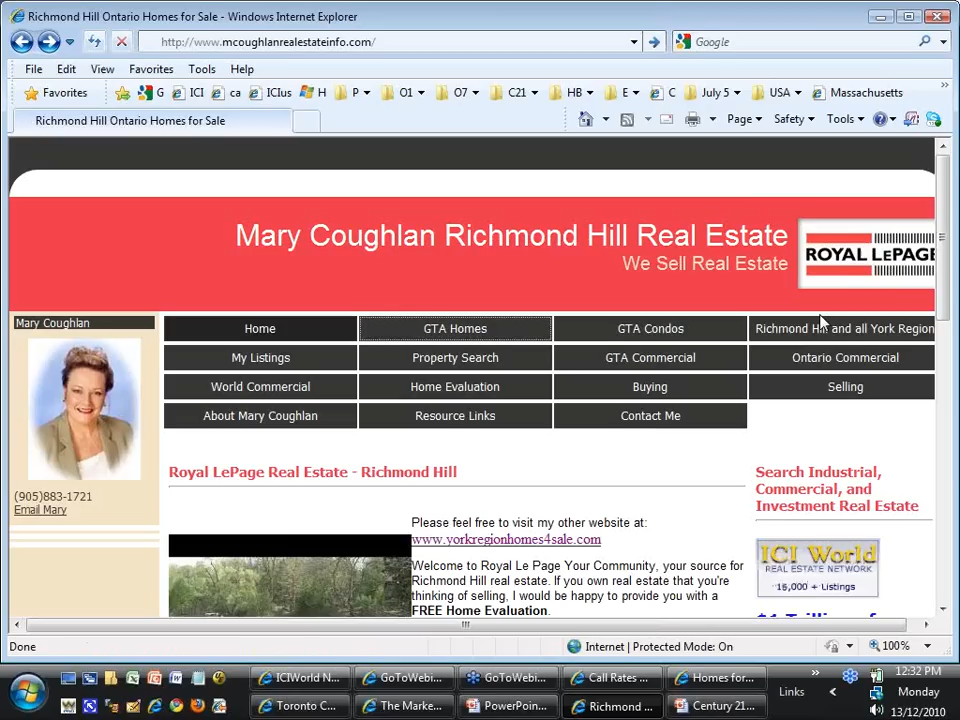 Richmond Hill Ontario Homes for Sale - Windows Internet Explorer
http://www.mcoughlanrealestateinfo.com/
Google
File Edit View Favorites Tools Help
Favorites G ICI ca ICIus H P O1 O7 C21 HB E C July 5 USA Massachusetts
Richmond Hill Ontario Homes for Sale
Page Safety Tools
Mary Coughlan Richmond Hill Real Estate
We Sell Real Estate
ROYAL LEPAGE
Mary Coughlan
Home GTA Homes GTA Condos Richmond Hill and all York Region
My Listings Property Search GTA Commercial Ontario Commercial
World Commercial Home Evaluation Buying Selling
About Mary Coughlan Resource Links Contact Me
(905)883-1721
Email Mary
Royal LePage Real Estate - Richmond Hill
Please feel free to visit my other website at:
www.yorkregionhomes4sale.com
Welcome to Royal Le Page Your Community, your source for
Richmond Hill real estate. If you own real estate that you're
thinking of selling, I would be happy to provide you with a
FREE Home Evaluation.
Search Industrial,
Commercial, and
Investment Real Estate
ICI World
REAL ESTATE NETWORK
16,000 + Listings
$1 Trillion of
Done Internet | Protected Mode: On 100%
ICIWorld N... GoToWebi... GoToWebi... Call Rates ... Homes for...
Toronto C... The Marke... PowerPoin... Richmond ... Century 21...
Links
12:32 PM
Monday
13/12/2010